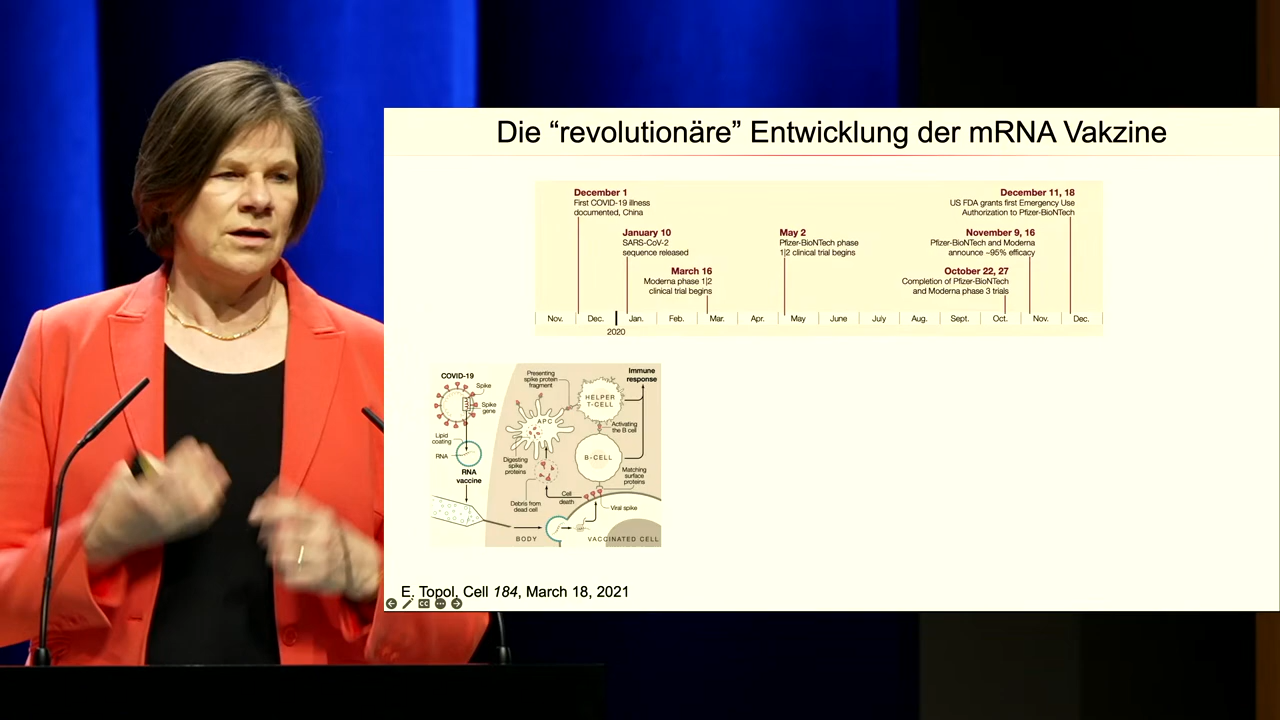 Die “revolutionäre” Entwicklung der mRNA Vakzine
December 1
First COVID-19 illness
documented, China
December 11, 18
US FDA grants first Emergency Use
Authorization to Pfizer-BioNTech
January 10
SARS-CoV-2
sequence released
May 2
Pfizer-BioNTech phase
1|2 clinical trial begins
November 9, 16
Pfizer-BioNTech and Moderna
announce ~95% efficacy
March 16
Moderna phase 1|2
clinical trial begins
October 22, 27
Completion of Pfizer-BioNTech
and Moderna phase 3 trials
Nov. Dec. Jan. Feb. Mar. Apr. May June July Aug. Sept. Oct. Nov. Dec.
2020
COVID-19
Spike
Spike
gene
Lipid
coating
RNA
RNA
vaccine
Presenting
spike protein
fragment
Immune
response
HELPER
T-CELL
APC
Activating
the B cell
B-CELL
Digesting
spike
proteins
Matching
surface
proteins
Debris from
dead cell
Cell
death
Viral spike
BODY
VACCINATED CELL
E. Topol, Cell 184, March 18, 2021